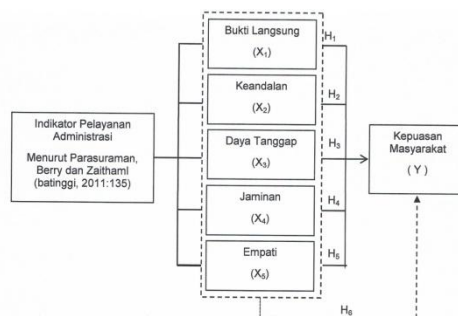 Indikator Pelayanan
Administrasi
Menurut Parasuraman,
Berry dan Zaithaml
(batinggi, 2011:135)
Bukti Langsung
(X₁)
Keandalan
(X₂)
Daya Tanggap
(X₃)
Jaminan
(X₄)
Empati
(X₅)
H₁
H₂
H₃
H₄
H₅
H₆
Kepuasan
Masyarakat
( Y )